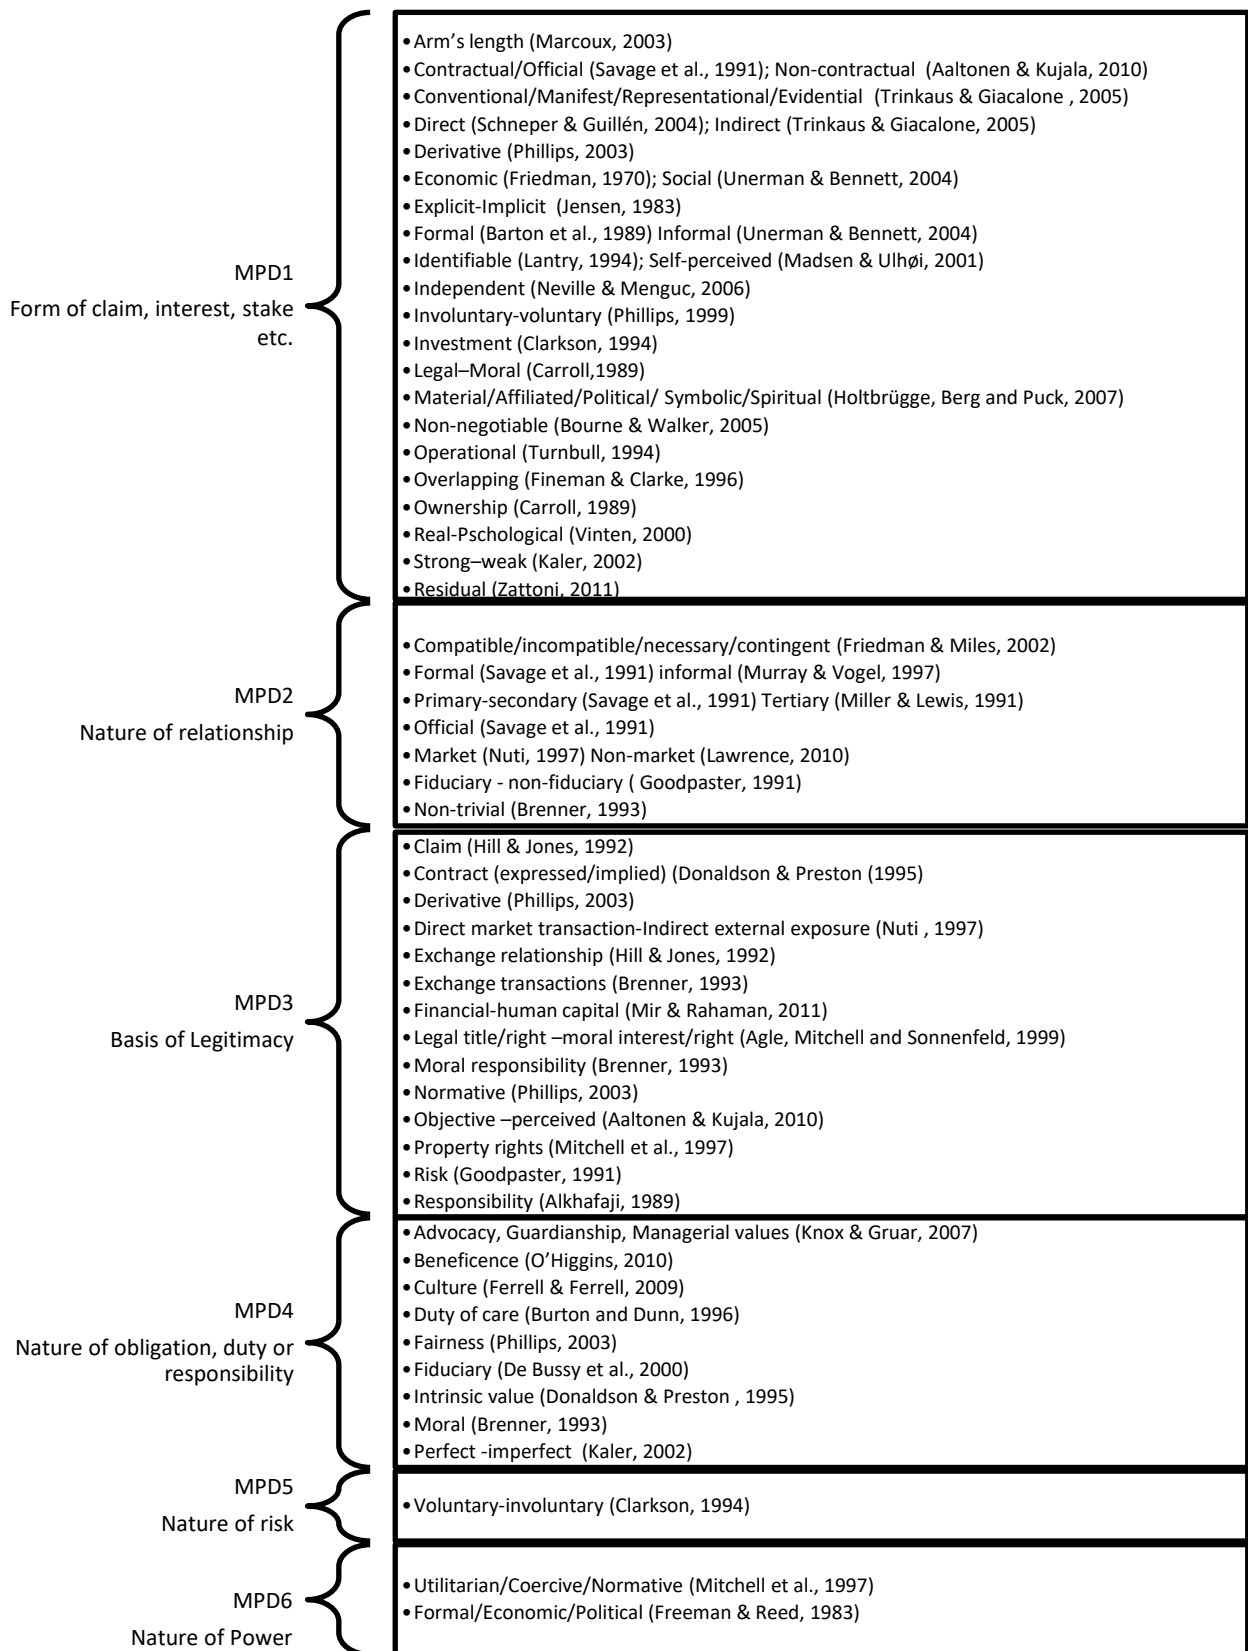 MPD1
Form of claim, interest, stake
etc.
•Arm’s length (Marcoux, 2003)
•Contractual/Official (Savage et al., 1991); Non-contractual (Aaltonen & Kujala, 2010)
•Conventional/Manifest/Representational/Evidential (Trinkaus & Giacalone , 2005)
•Direct (Schneper & Guillén, 2004); Indirect (Trinkaus & Giacalone, 2005)
•Derivative (Phillips, 2003)
•Economic (Friedman, 1970); Social (Unerman & Bennett, 2004)
•Explicit-Implicit (Jensen, 1983)
•Formal (Barton et al., 1989) Informal (Unerman & Bennett, 2004)
•Identifiable (Lantry, 1994); Self-perceived (Madsen & Ulhøi, 2001)
•Independent (Neville & Menguc, 2006)
•Involuntary-voluntary (Phillips, 1999)
•Investment (Clarkson, 1994)
•Legal–Moral (Carroll,1989)
•Material/Affiliated/Political/ Symbolic/Spiritual (Holtbrügge, Berg and Puck, 2007)
•Non-negotiable (Bourne & Walker, 2005)
•Operational (Turnbull, 1994)
•Overlapping (Fineman & Clarke, 1996)
•Ownership (Carroll, 1989)
•Real-Pschological (Vinten, 2000)
•Strong–weak (Kaler, 2002)
•Residual (Zattoni, 2011)
MPD2
Nature of relationship
•Compatible/incompatible/necessary/contingent (Friedman & Miles, 2002)
•Formal (Savage et al., 1991) informal (Murray & Vogel, 1997)
•Primary-secondary (Savage et al., 1991) Tertiary (Miller & Lewis, 1991)
•Official (Savage et al., 1991)
•Market (Nuti, 1997) Non-market (Lawrence, 2010)
•Fiduciary - non-fiduciary ( Goodpaster, 1991)
•Non-trivial (Brenner, 1993)
MPD3
Basis of Legitimacy
•Claim (Hill & Jones, 1992)
•Contract (expressed/implied) (Donaldson & Preston (1995)
•Derivative (Phillips, 2003)
•Direct market transaction-Indirect external exposure (Nuti , 1997)
•Exchange relationship (Hill & Jones, 1992)
•Exchange transactions (Brenner, 1993)
•Financial-human capital (Mir & Rahaman, 2011)
•Legal title/right –moral interest/right (Agle, Mitchell and Sonnenfeld, 1999)
•Moral responsibility (Brenner, 1993)
•Normative (Phillips, 2003)
•Objective –perceived (Aaltonen & Kujala, 2010)
•Property rights (Mitchell et al., 1997)
•Risk (Goodpaster, 1991)
•Responsibility (Alkhafaji, 1989)
MPD4
Nature of obligation, duty or
responsibility
•Advocacy, Guardianship, Managerial values (Knox & Gruar, 2007)
•Beneficence (O’Higgins, 2010)
•Culture (Ferrell & Ferrell, 2009)
•Duty of care (Burton and Dunn, 1996)
•Fairness (Phillips, 2003)
•Fiduciary (De Bussy et al., 2000)
•Intrinsic value (Donaldson & Preston , 1995)
•Moral (Brenner, 1993)
•Perfect -imperfect (Kaler, 2002)
MPD5
Nature of risk
•Voluntary-involuntary (Clarkson, 1994)
MPD6
Nature of Power
•Utilitarian/Coercive/Normative (Mitchell et al., 1997)
•Formal/Economic/Political (Freeman & Reed, 1983)